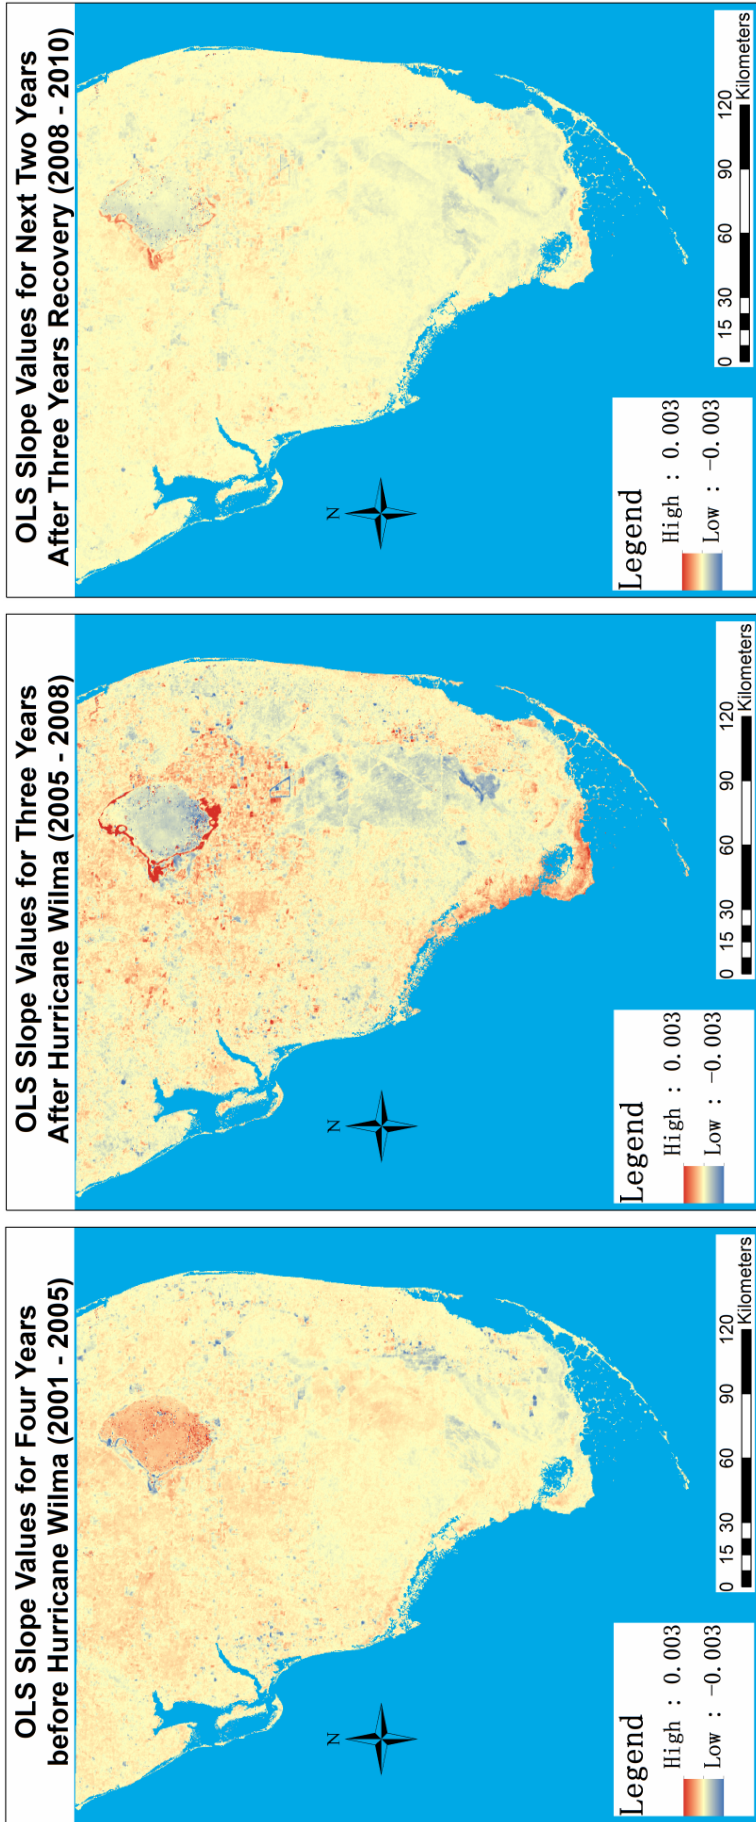 OLS Slope Values for Four Years
before Hurricane Wilma (2001 - 2005)
N
Legend
High : 0.003
Low : -0.003
0 15 30 60 90 120
Kilometers
OLS Slope Values for Three Years
After Hurricane Wilma (2005 - 2008)
N
Legend
High : 0.003
Low : -0.003
0 15 30 60 90 120
Kilometers
OLS Slope Values for Next Two Years
After Three Years Recovery (2008 - 2010)
N
Legend
High : 0.003
Low : -0.003
0 15 30 60 90 120
Kilometers